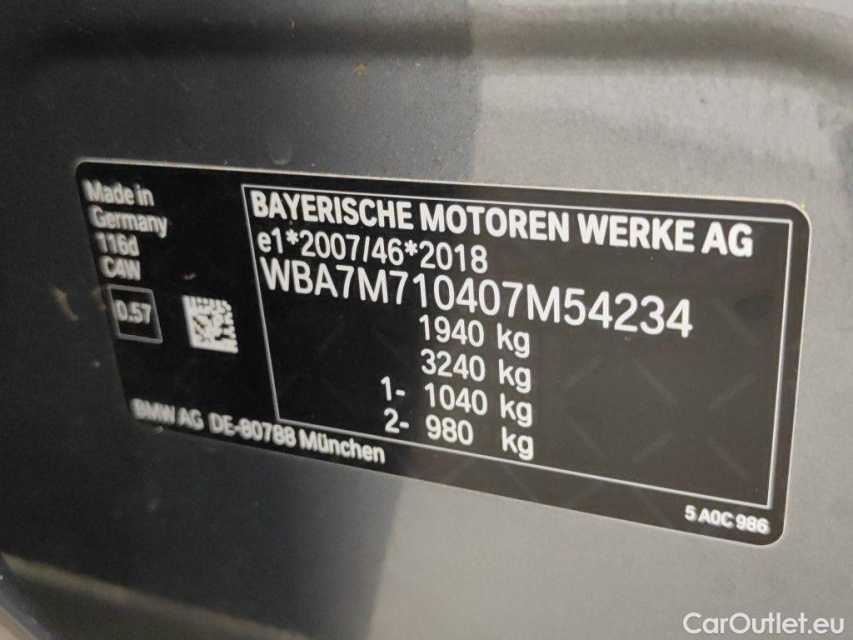 Made in
Germany
116d
C4W
0.57
BAYERISCHE MOTOREN WERKE AG
e1*2007/46*2018
WBA7M710407M54234
1940 kg
3240 kg
1- 1040 kg
2- 980 kg
BMW AG DE-80788 München
5 A0C 986
CarOutlet.eu